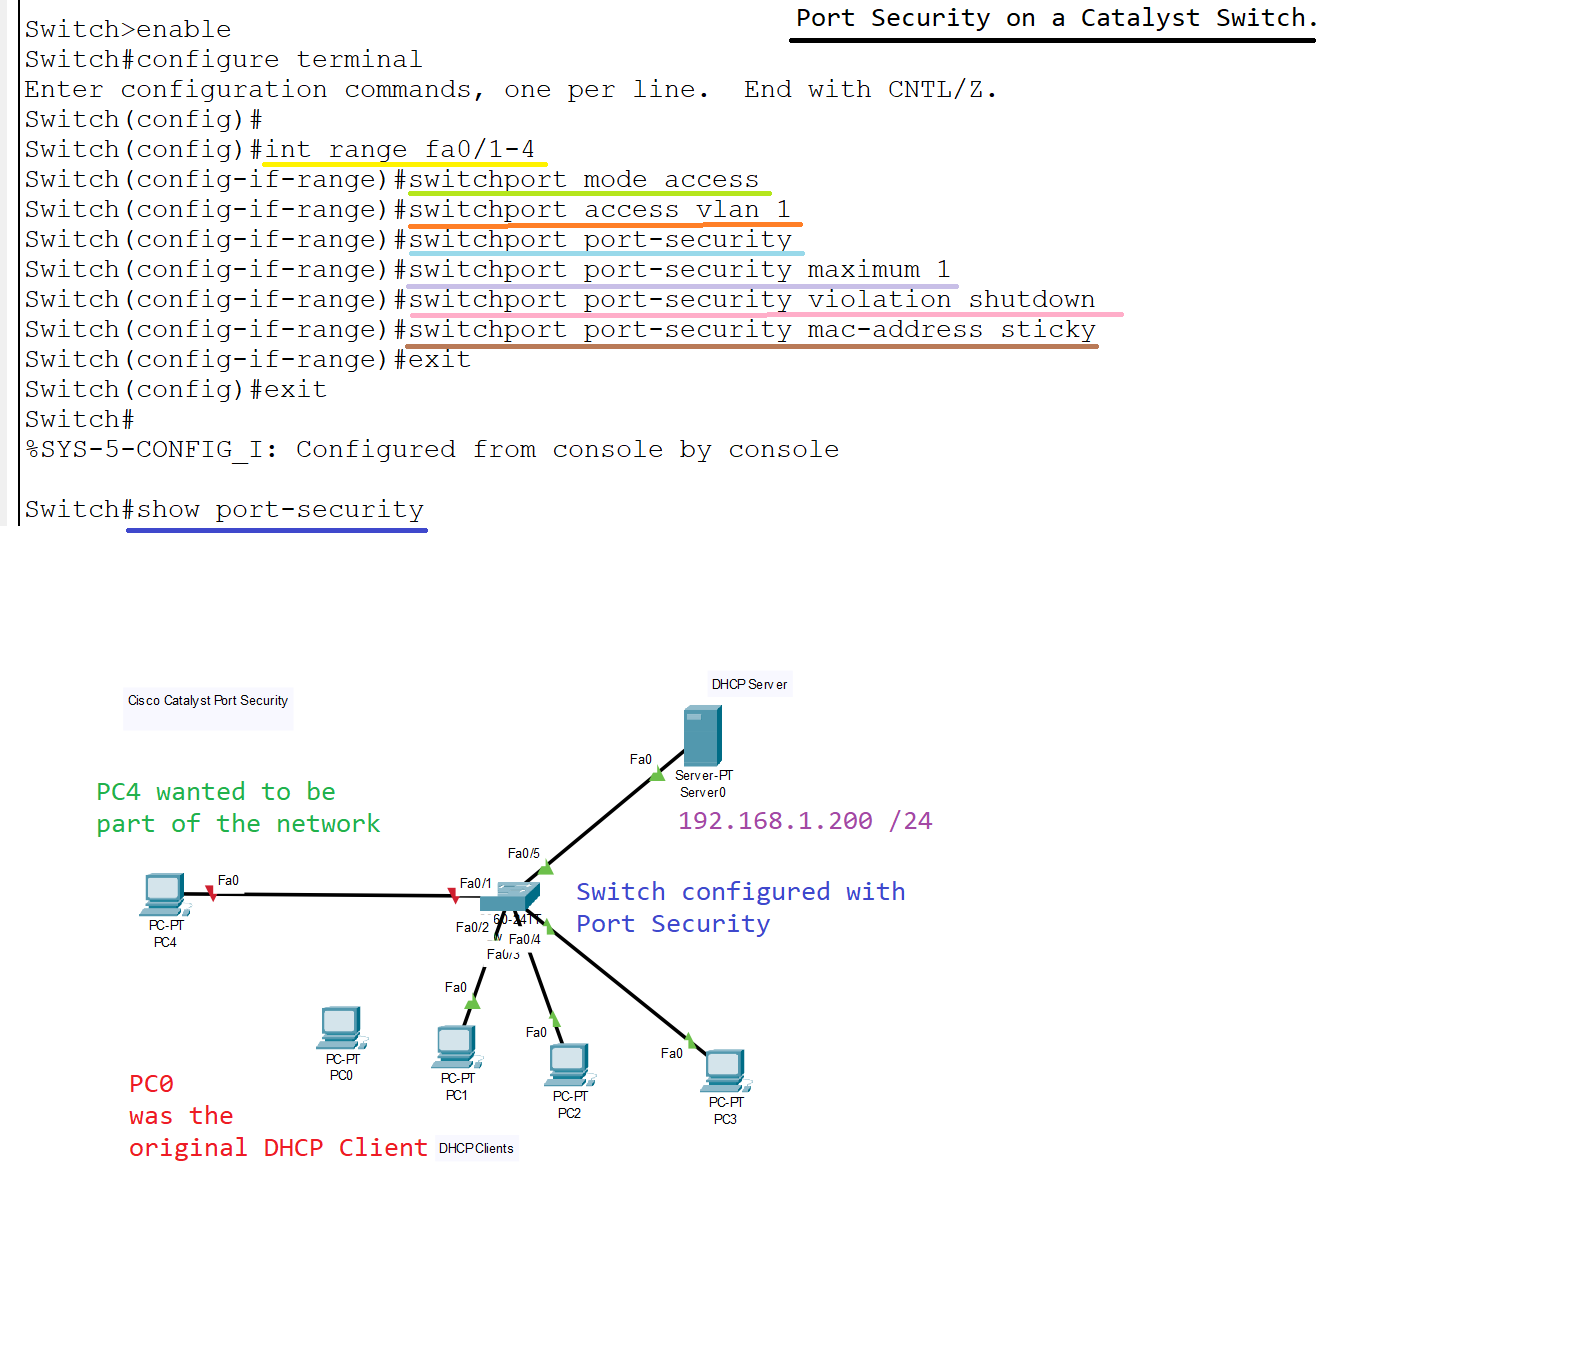 Port Security on a Catalyst Switch.
Switch>enable
Switch#configure terminal
Enter configuration commands, one per line.  End with CNTL/Z.
Switch(config)#
Switch(config)#int range fa0/1-4
Switch(config-if-range)#switchport mode access
Switch(config-if-range)#switchport access vlan 1
Switch(config-if-range)#switchport port-security
Switch(config-if-range)#switchport port-security maximum 1
Switch(config-if-range)#switchport port-security violation shutdown
Switch(config-if-range)#switchport port-security mac-address sticky
Switch(config-if-range)#exit
Switch(config)#exit
Switch#
%SYS-5-CONFIG_I: Configured from console by console
Switch#show port-security
DHCP Server
Cisco Catalyst Port Security
Fa0
Server-PT
Server0
192.168.1.200 /24
PC4 wanted to be
part of the network
Fa0/5
Fa0
Fa0/1
Switch configured with
Port Security
PC-PT
PC4
Fa0/2
Fa0/4
Fa0/3
Fa0
Fa0
Fa0
PC-PT
PC0
PC-PT
PC1
PC-PT
PC2
PC-PT
PC3
PC0
was the
original DHCP Client
DHCP Clients